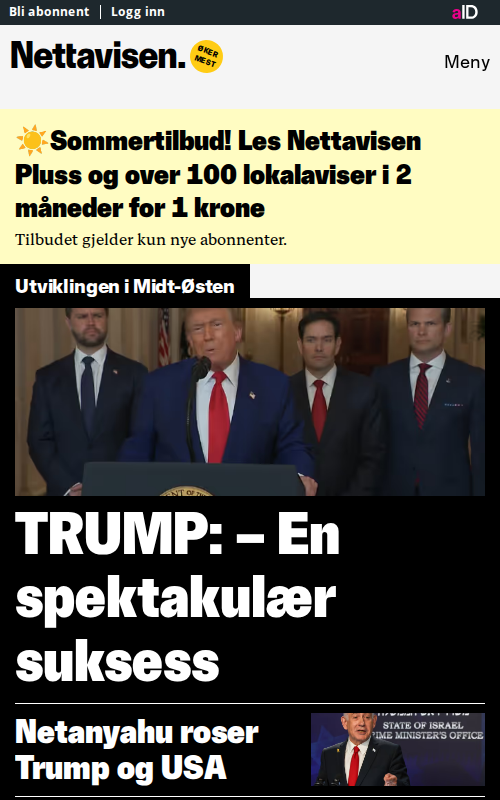 Bli abonnent | Logg inn
aID
Nettavisen.
ØKER
MEST
Meny
☀️Sommertilbud! Les Nettavisen
Pluss og over 100 lokalaviser i 2
måneder for 1 krone
Tilbudet gjelder kun nye abonnenter.
Utviklingen i Midt-Østen
TRUMP: – En
spektakulær
suksess
Netanyahu roser
Trump og USA
STATE OF ISRAEL
PRIME MINISTER'S OFFICE